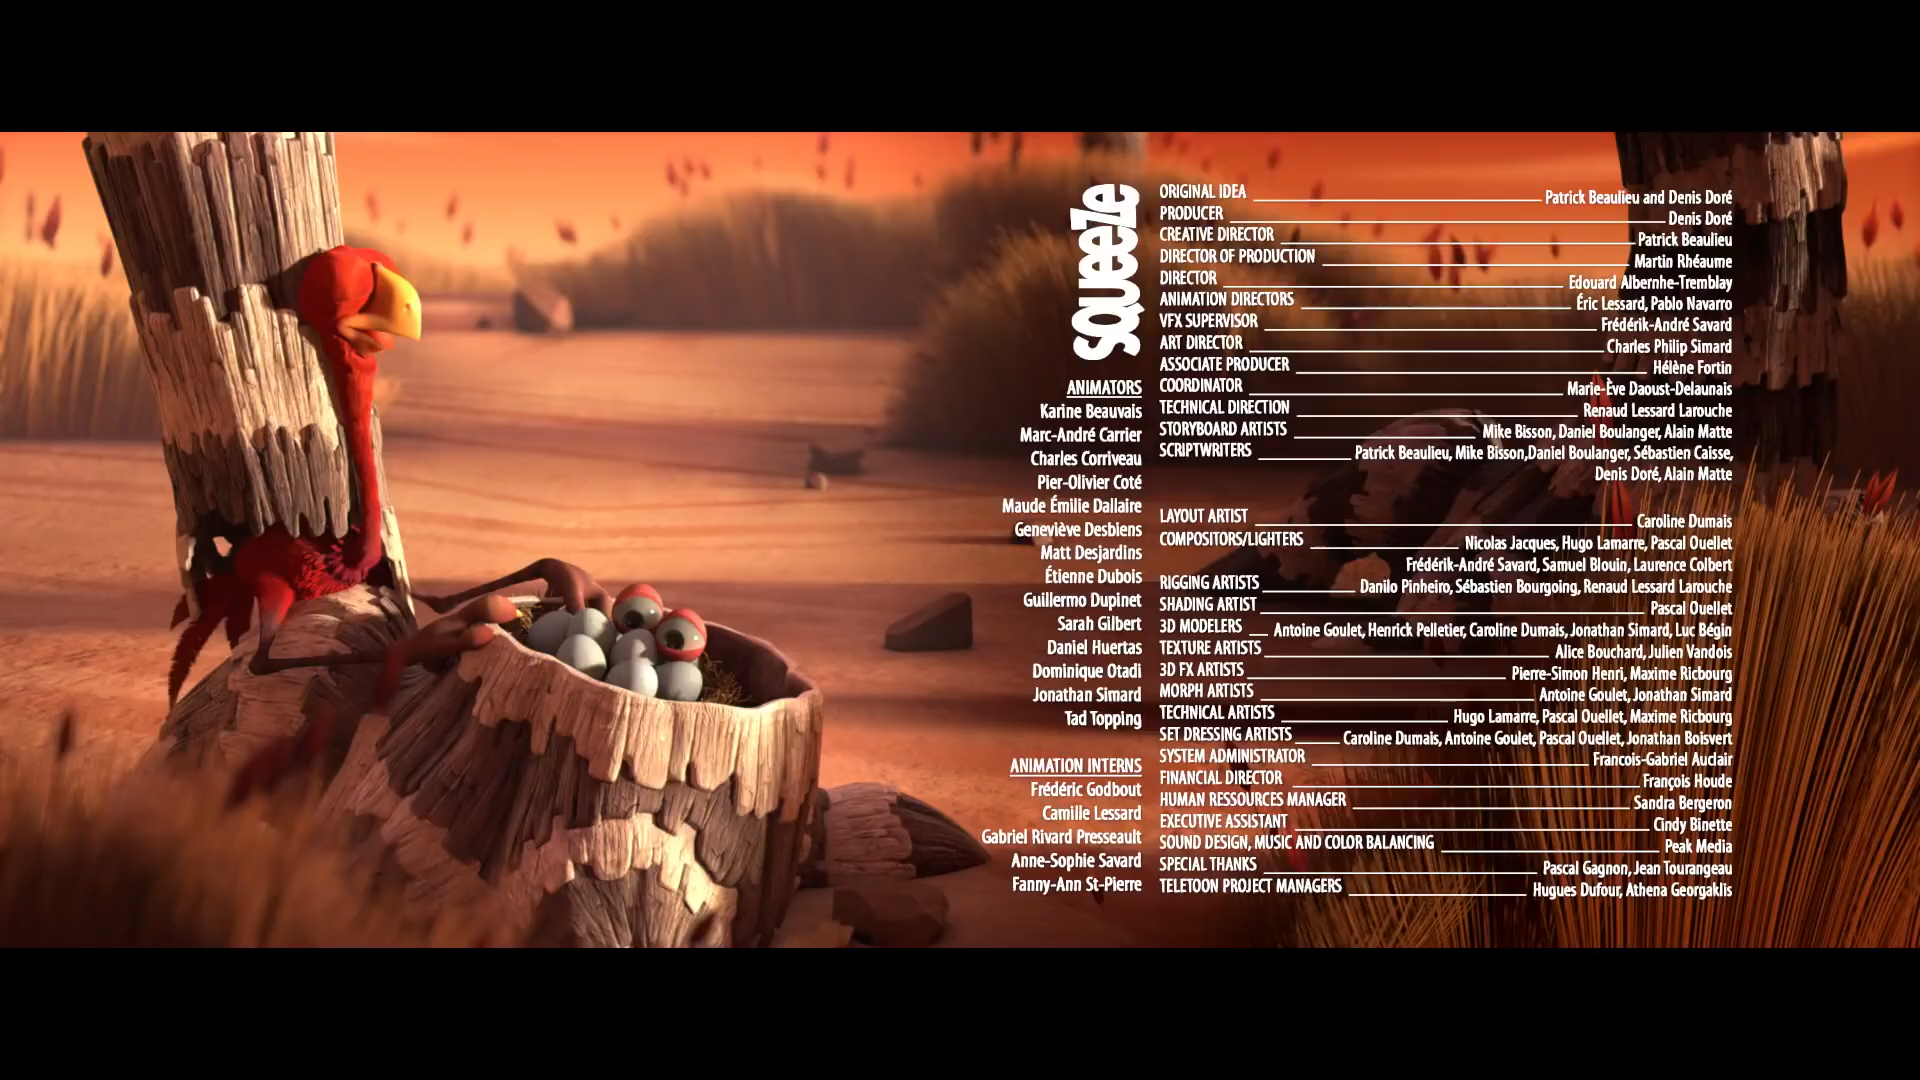 squeeze
ANIMATORS
Karine Beauvais
Marc-André Carrier
Charles Corriveau
Pier-Olivier Coté
Maude Émilie Dallaire
Geneviève Desbiens
Matt Desjardins
Étienne Dubois
Guillermo Dupinet
Sarah Gilbert
Daniel Huertas
Dominique Otadi
Jonathan Simard
Tad Topping
ANIMATION INTERNS
Frédéric Godbout
Camille Lessard
Gabriel Rivard Presseault
Anne-Sophie Savard
Fanny-Ann St-Pierre
ORIGINAL IDEA Patrick Beaulieu and Denis Doré
PRODUCER Denis Doré
CREATIVE DIRECTOR Patrick Beaulieu
DIRECTOR OF PRODUCTION Martin Rhéaume
DIRECTOR Edouard Albernhe-Tremblay
ANIMATION DIRECTORS Éric Lessard, Pablo Navarro
VFX SUPERVISOR Frédérik-André Savard
ART DIRECTOR Charles Philip Simard
ASSOCIATE PRODUCER Hélène Fortin
COORDINATOR Marie-Ève Daoust-Delaunais
TECHNICAL DIRECTION Renaud Lessard Larouche
STORYBOARD ARTISTS Mike Bisson, Daniel Boulanger, Alain Matte
SCRIPTWRITERS Patrick Beaulieu, Mike Bisson,Daniel Boulanger, Sébastien Caisse,
Denis Doré, Alain Matte
LAYOUT ARTIST Caroline Dumais
COMPOSITORS/LIGHTERS Nicolas Jacques, Hugo Lamarre, Pascal Ouellet
Frédérik-André Savard, Samuel Blouin, Laurence Colbert
RIGGING ARTISTS Danilo Pinheiro, Sébastien Bourgoing, Renaud Lessard Larouche
SHADING ARTIST Pascal Ouellet
3D MODELERS Antoine Goulet, Henrick Pelletier, Caroline Dumais, Jonathan Simard, Luc Bégin
TEXTURE ARTISTS Alice Bouchard, Julien Vandois
3D FX ARTISTS Pierre-Simon Henri, Maxime Ricbourg
MORPH ARTISTS Antoine Goulet, Jonathan Simard
TECHNICAL ARTISTS Hugo Lamarre, Pascal Ouellet, Maxime Ricbourg
SET DRESSING ARTISTS Caroline Dumais, Antoine Goulet, Pascal Ouellet, Jonathan Boisvert
SYSTEM ADMINISTRATOR Francois-Gabriel Auclair
FINANCIAL DIRECTOR François Houde
HUMAN RESSOURCES MANAGER Sandra Bergeron
EXECUTIVE ASSISTANT Cindy Binette
SOUND DESIGN, MUSIC AND COLOR BALANCING Peak Media
SPECIAL THANKS Pascal Gagnon, Jean Tourangeau
TELETOON PROJECT MANAGERS Hugues Dufour, Athena Georgaklis